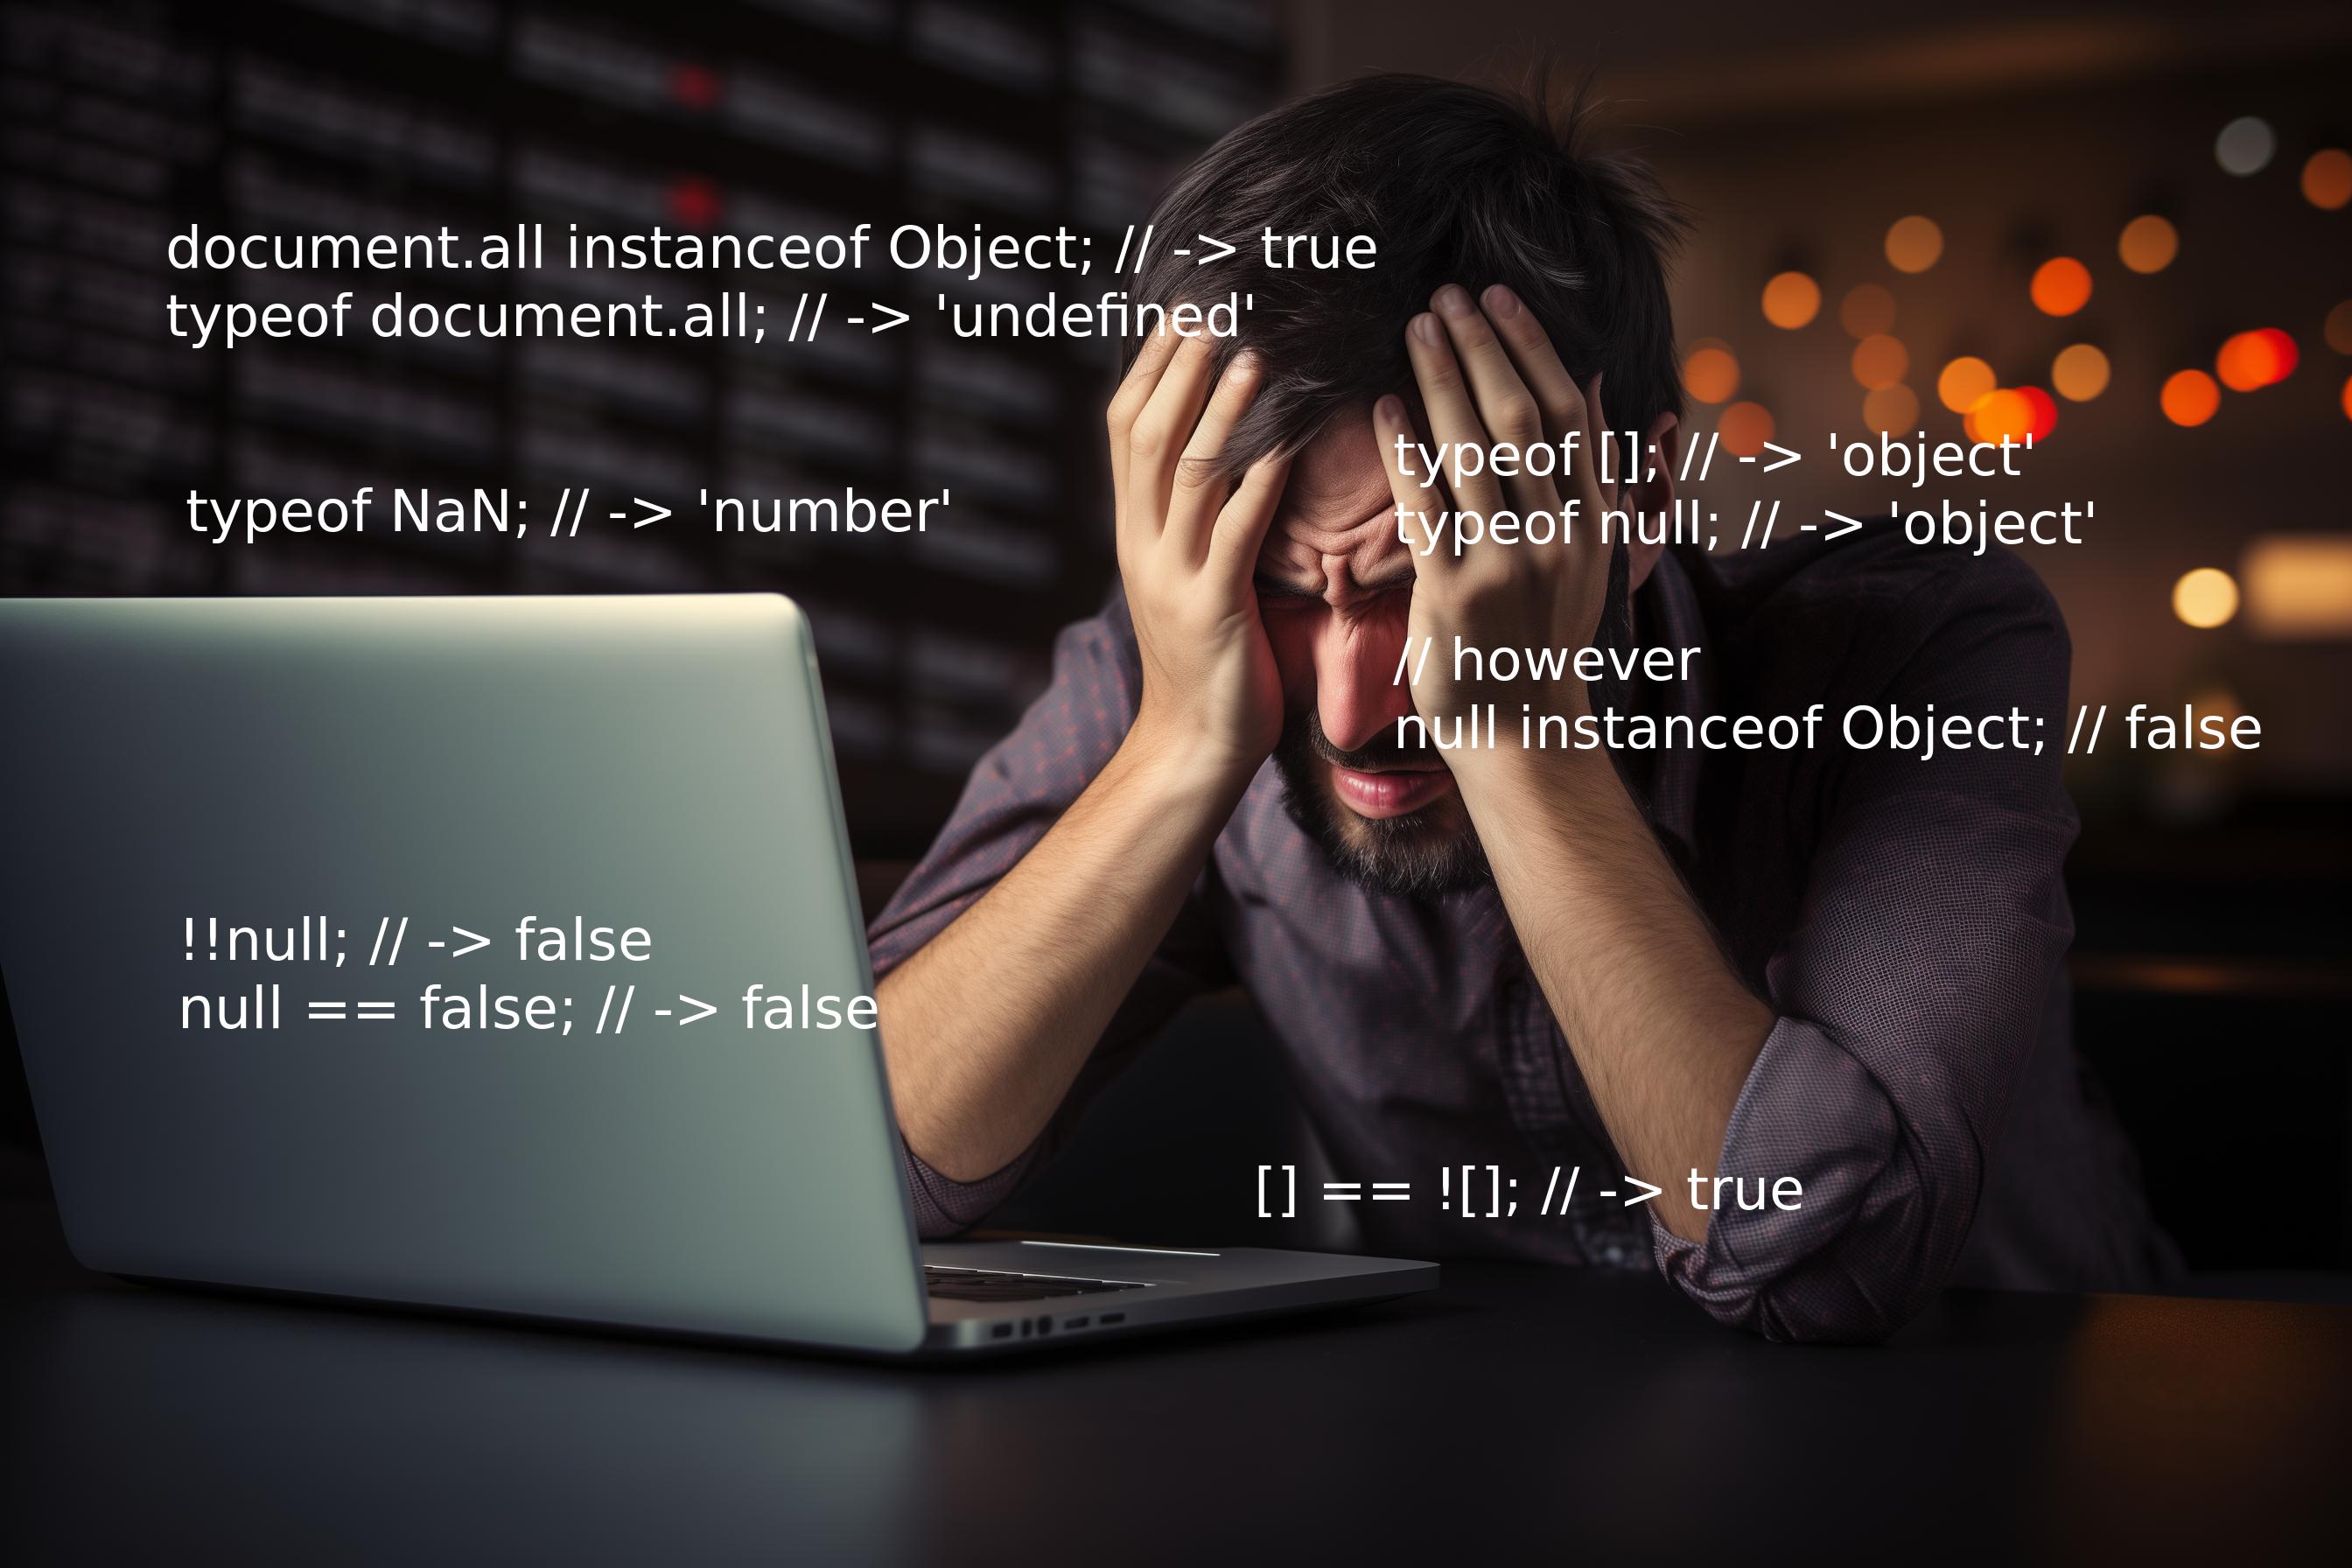 document.all instanceof Object; // -> true
typeof document.all; // -> 'undefined'
typeof NaN; // -> 'number'
typeof []; // -> 'object'
typeof null; // -> 'object'
// however
null instanceof Object; // false
!!null; // -> false
null == false; // -> false
[] == ![]; // -> true